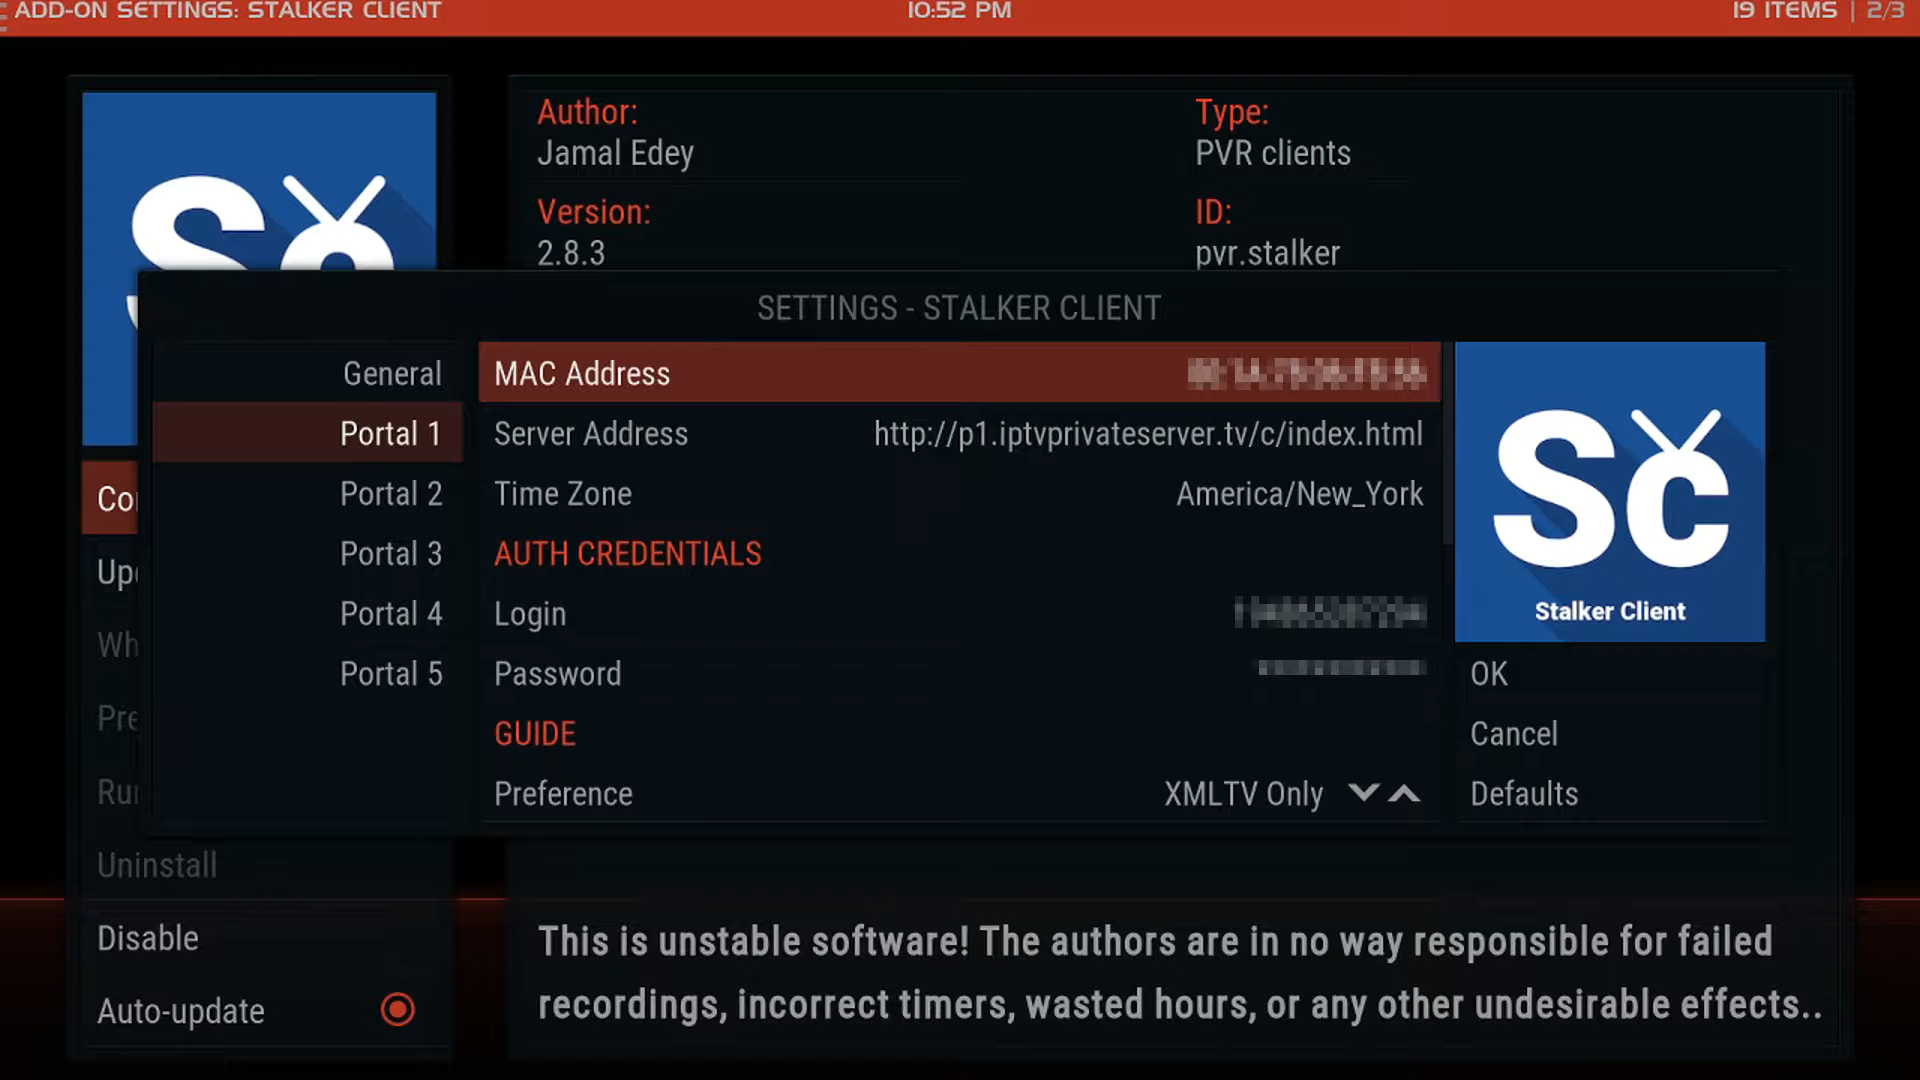 ADD-ON SETTINGS: STALKER CLIENT
10:52 PM
19 ITEMS | 2/3
Author:
Jamal Edey
Type:
PVR clients
Version:
2.8.3
ID:
pvr.stalker
SETTINGS - STALKER CLIENT
General
Portal 1
Portal 2
Portal 3
Portal 4
Portal 5
MAC Address
Server Address http://p1.iptvprivateserver.tv/c/index.html
Time Zone America/New_York
AUTH CREDENTIALS
Login
Password
GUIDE
Preference XMLTV Only
Sc
Stalker Client
OK
Cancel
Defaults
Uninstall
Disable
Auto-update
This is unstable software! The authors are in no way responsible for failed
recordings, incorrect timers, wasted hours, or any other undesirable effects..